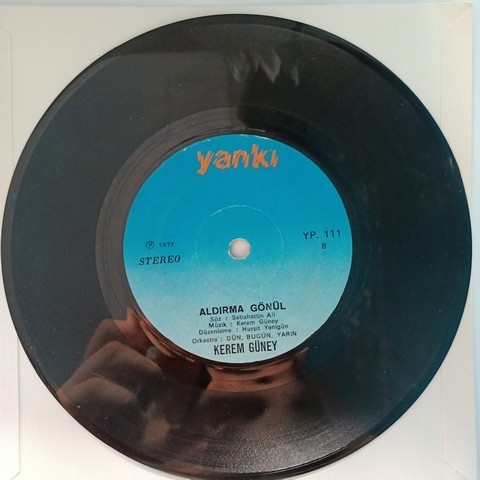 yankı
℗ 1977
STEREO
YP. 111
B
ALDIRMA GÖNÜL
Söz : Sebahattin Ali
Müzik : Kerem Güney
Düzenleme : Hurşit Yenigün
Orkestra : DÜN, BUGÜN, YARIN
KEREM GÜNEY